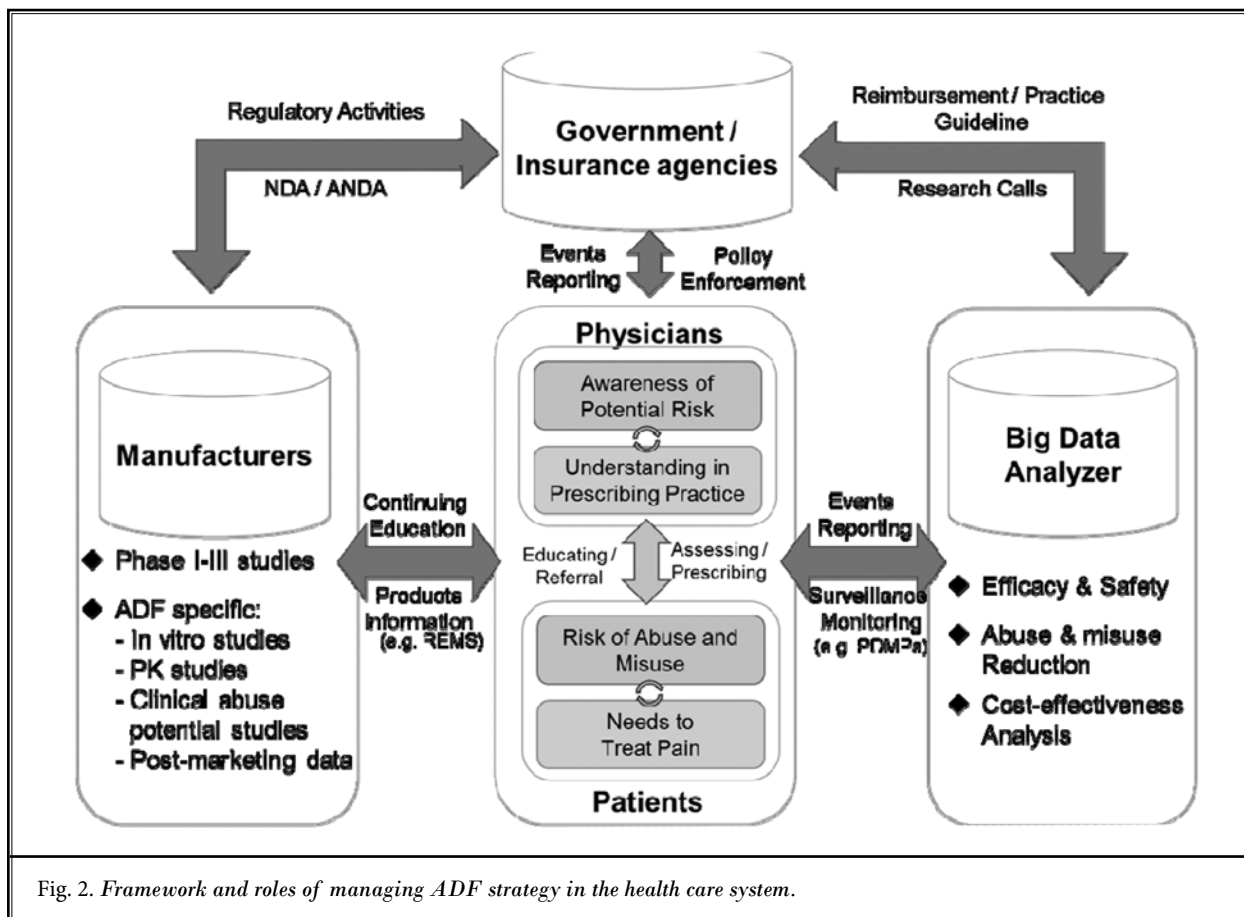 Regulatory Activities
NDA / ANDA
Government /
Insurance agencies
Reimbursement / Practice
Guideline
Research Calls
Events
Reporting
Policy
Enforcement
Manufacturers
◆ Phase I-III studies
◆ ADF specific:
- In vitro studies
- PK studies
- Clinical abuse
potential studies
- Post-marketing data
Continuing
Education
Products
Information
(e.g. REMS)
Physicians
Awareness of
Potential Risk
Understanding in
Prescribing Practice
Educating /
Referral
Assessing /
Prescribing
Risk of Abuse and
Misuse
Needs to
Treat Pain
Patients
Events
Reporting
Surveillance
Monitoring
(e.g. PDMPs)
Big Data
Analyzer
◆ Efficacy & Safety
◆ Abuse & misuse
Reduction
◆ Cost-effectiveness
Analysis
Fig. 2. Framework and roles of managing ADF strategy in the health care system.